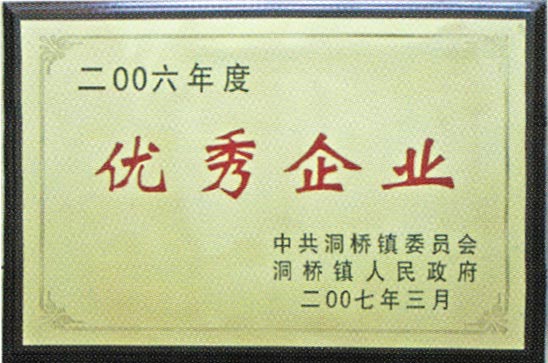 二00六年度
优秀企业
中共洞桥镇委员会
洞桥镇人民政府
二00七年三月